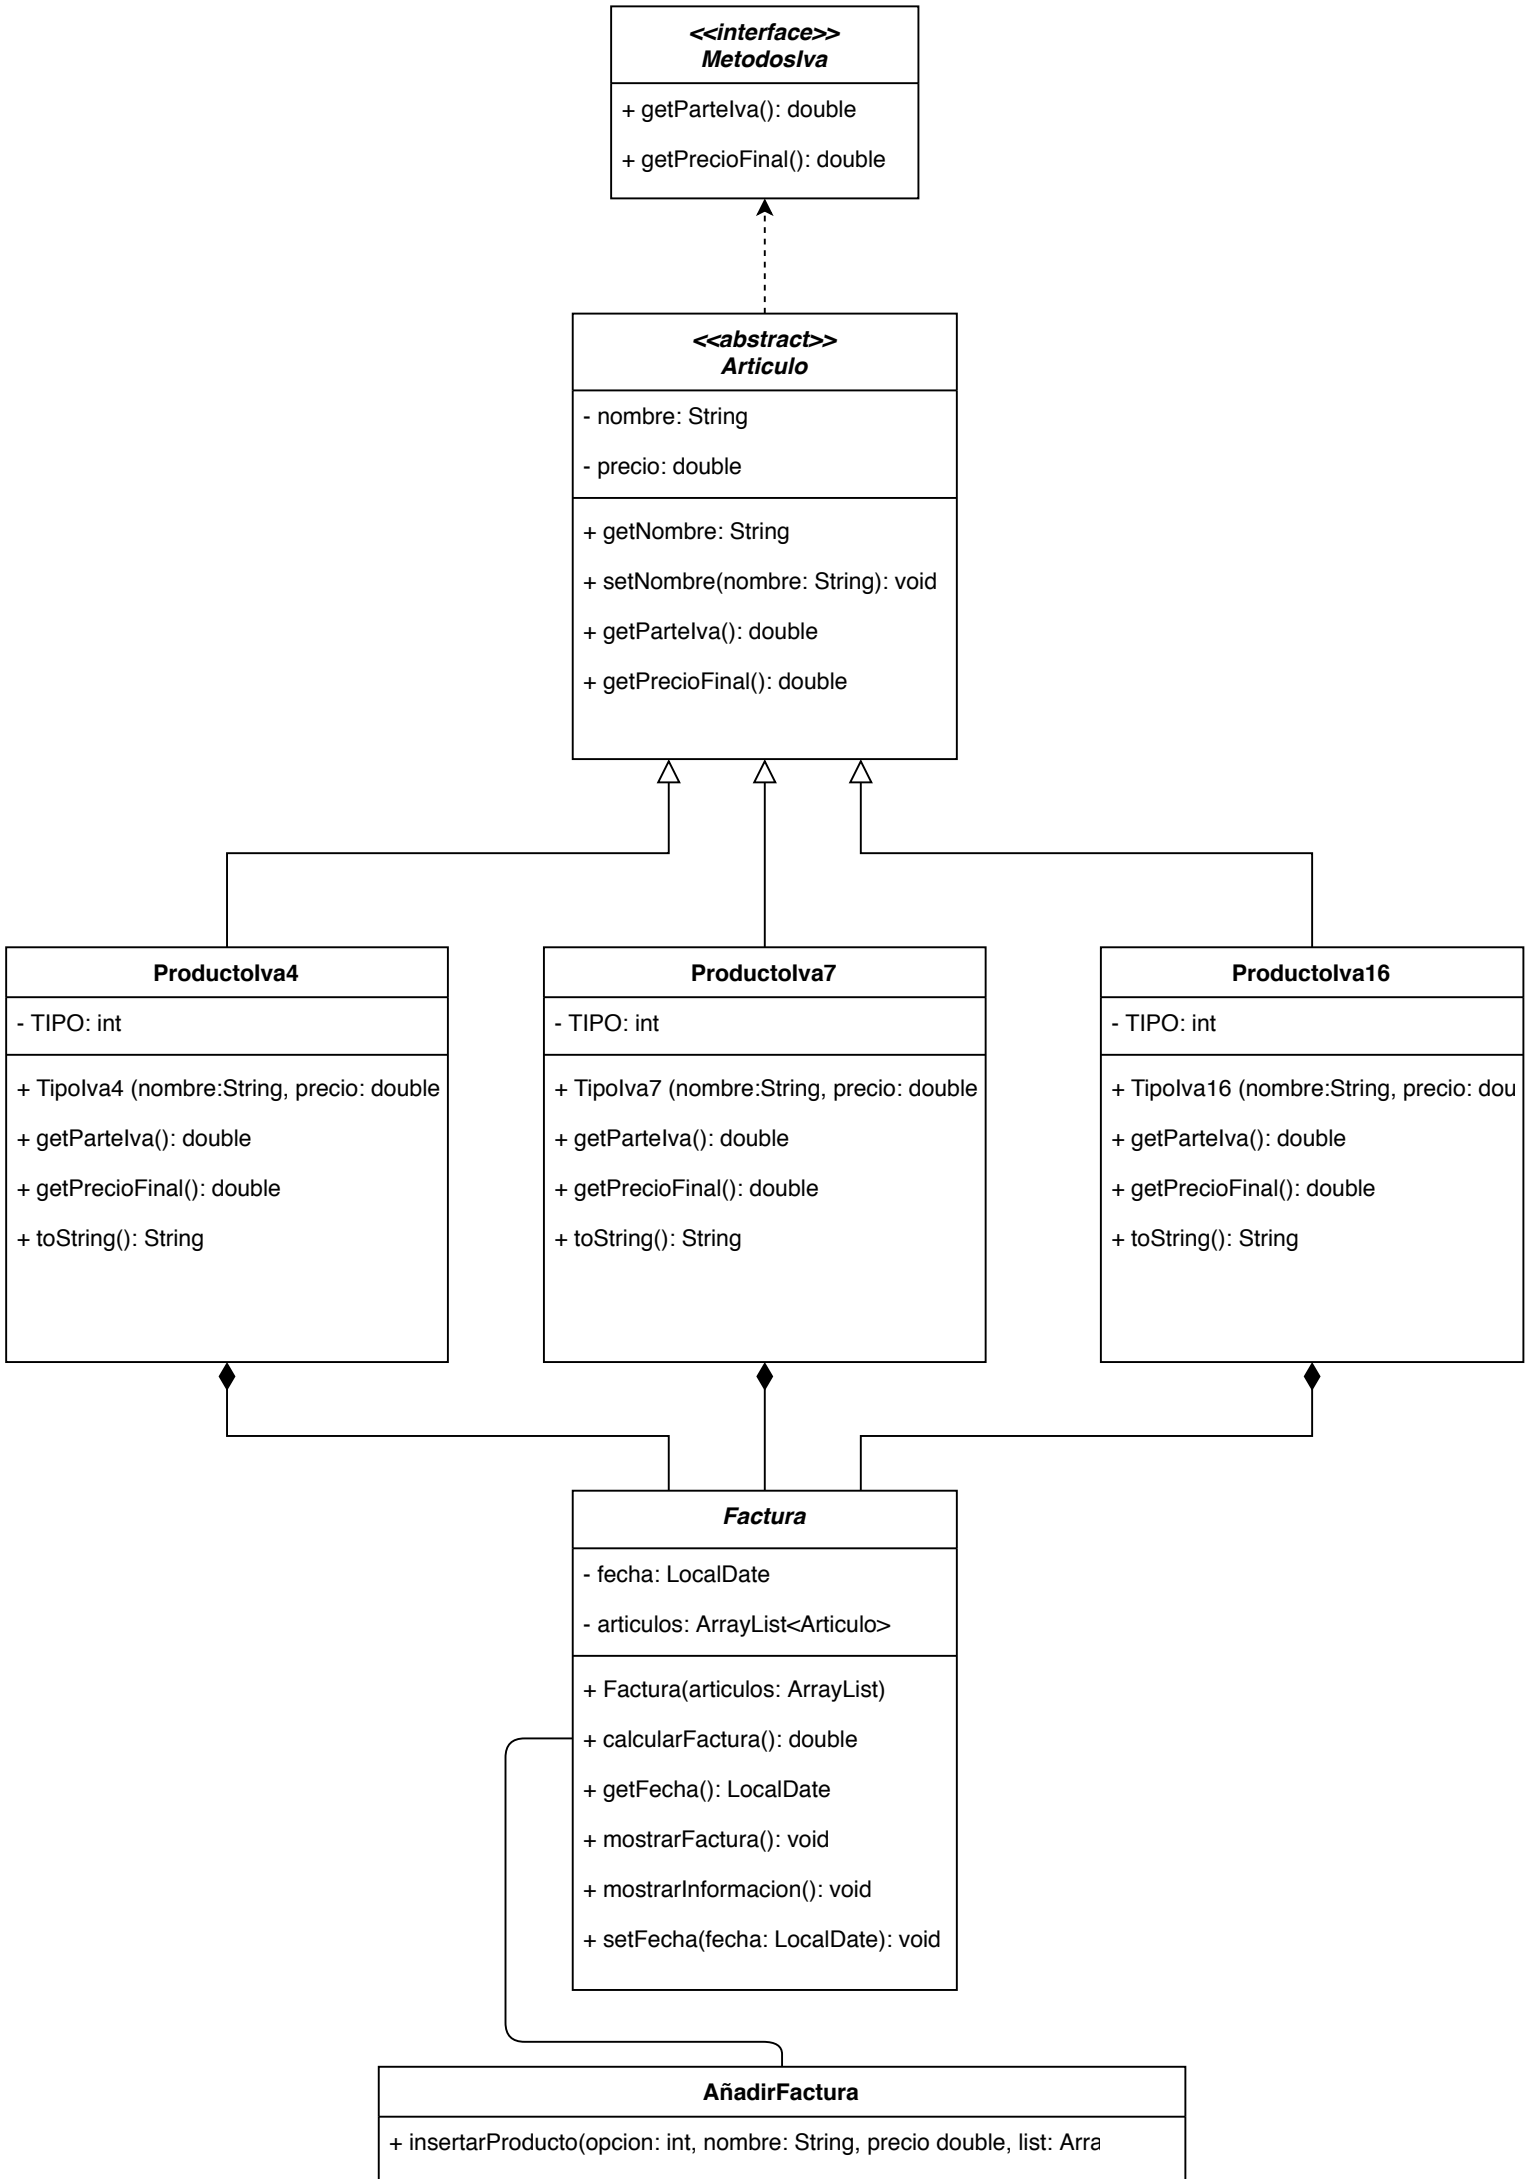 <<interface>>
MetodosIva
+ getParteIva(): double
+ getPrecioFinal(): double
<<abstract>>
Articulo
- nombre: String
- precio: double
+ getNombre: String
+ setNombre(nombre: String): void
+ getParteIva(): double
+ getPrecioFinal(): double
ProductoIva4
- TIPO: int
+ TipoIva4 (nombre:String, precio: double
+ getParteIva(): double
+ getPrecioFinal(): double
+ toString(): String
ProductoIva7
- TIPO: int
+ TipoIva7 (nombre:String, precio: double
+ getParteIva(): double
+ getPrecioFinal(): double
+ toString(): String
ProductoIva16
- TIPO: int
+ TipoIva16 (nombre:String, precio: dou
+ getParteIva(): double
+ getPrecioFinal(): double
+ toString(): String
Factura
- fecha: LocalDate
- articulos: ArrayList<Articulo>
+ Factura(articulos: ArrayList)
+ calcularFactura(): double
+ getFecha(): LocalDate
+ mostrarFactura(): void
+ mostrarInformacion(): void
+ setFecha(fecha: LocalDate): void
AñadirFactura
+ insertarProducto(opcion: int, nombre: String, precio double, list: Arra